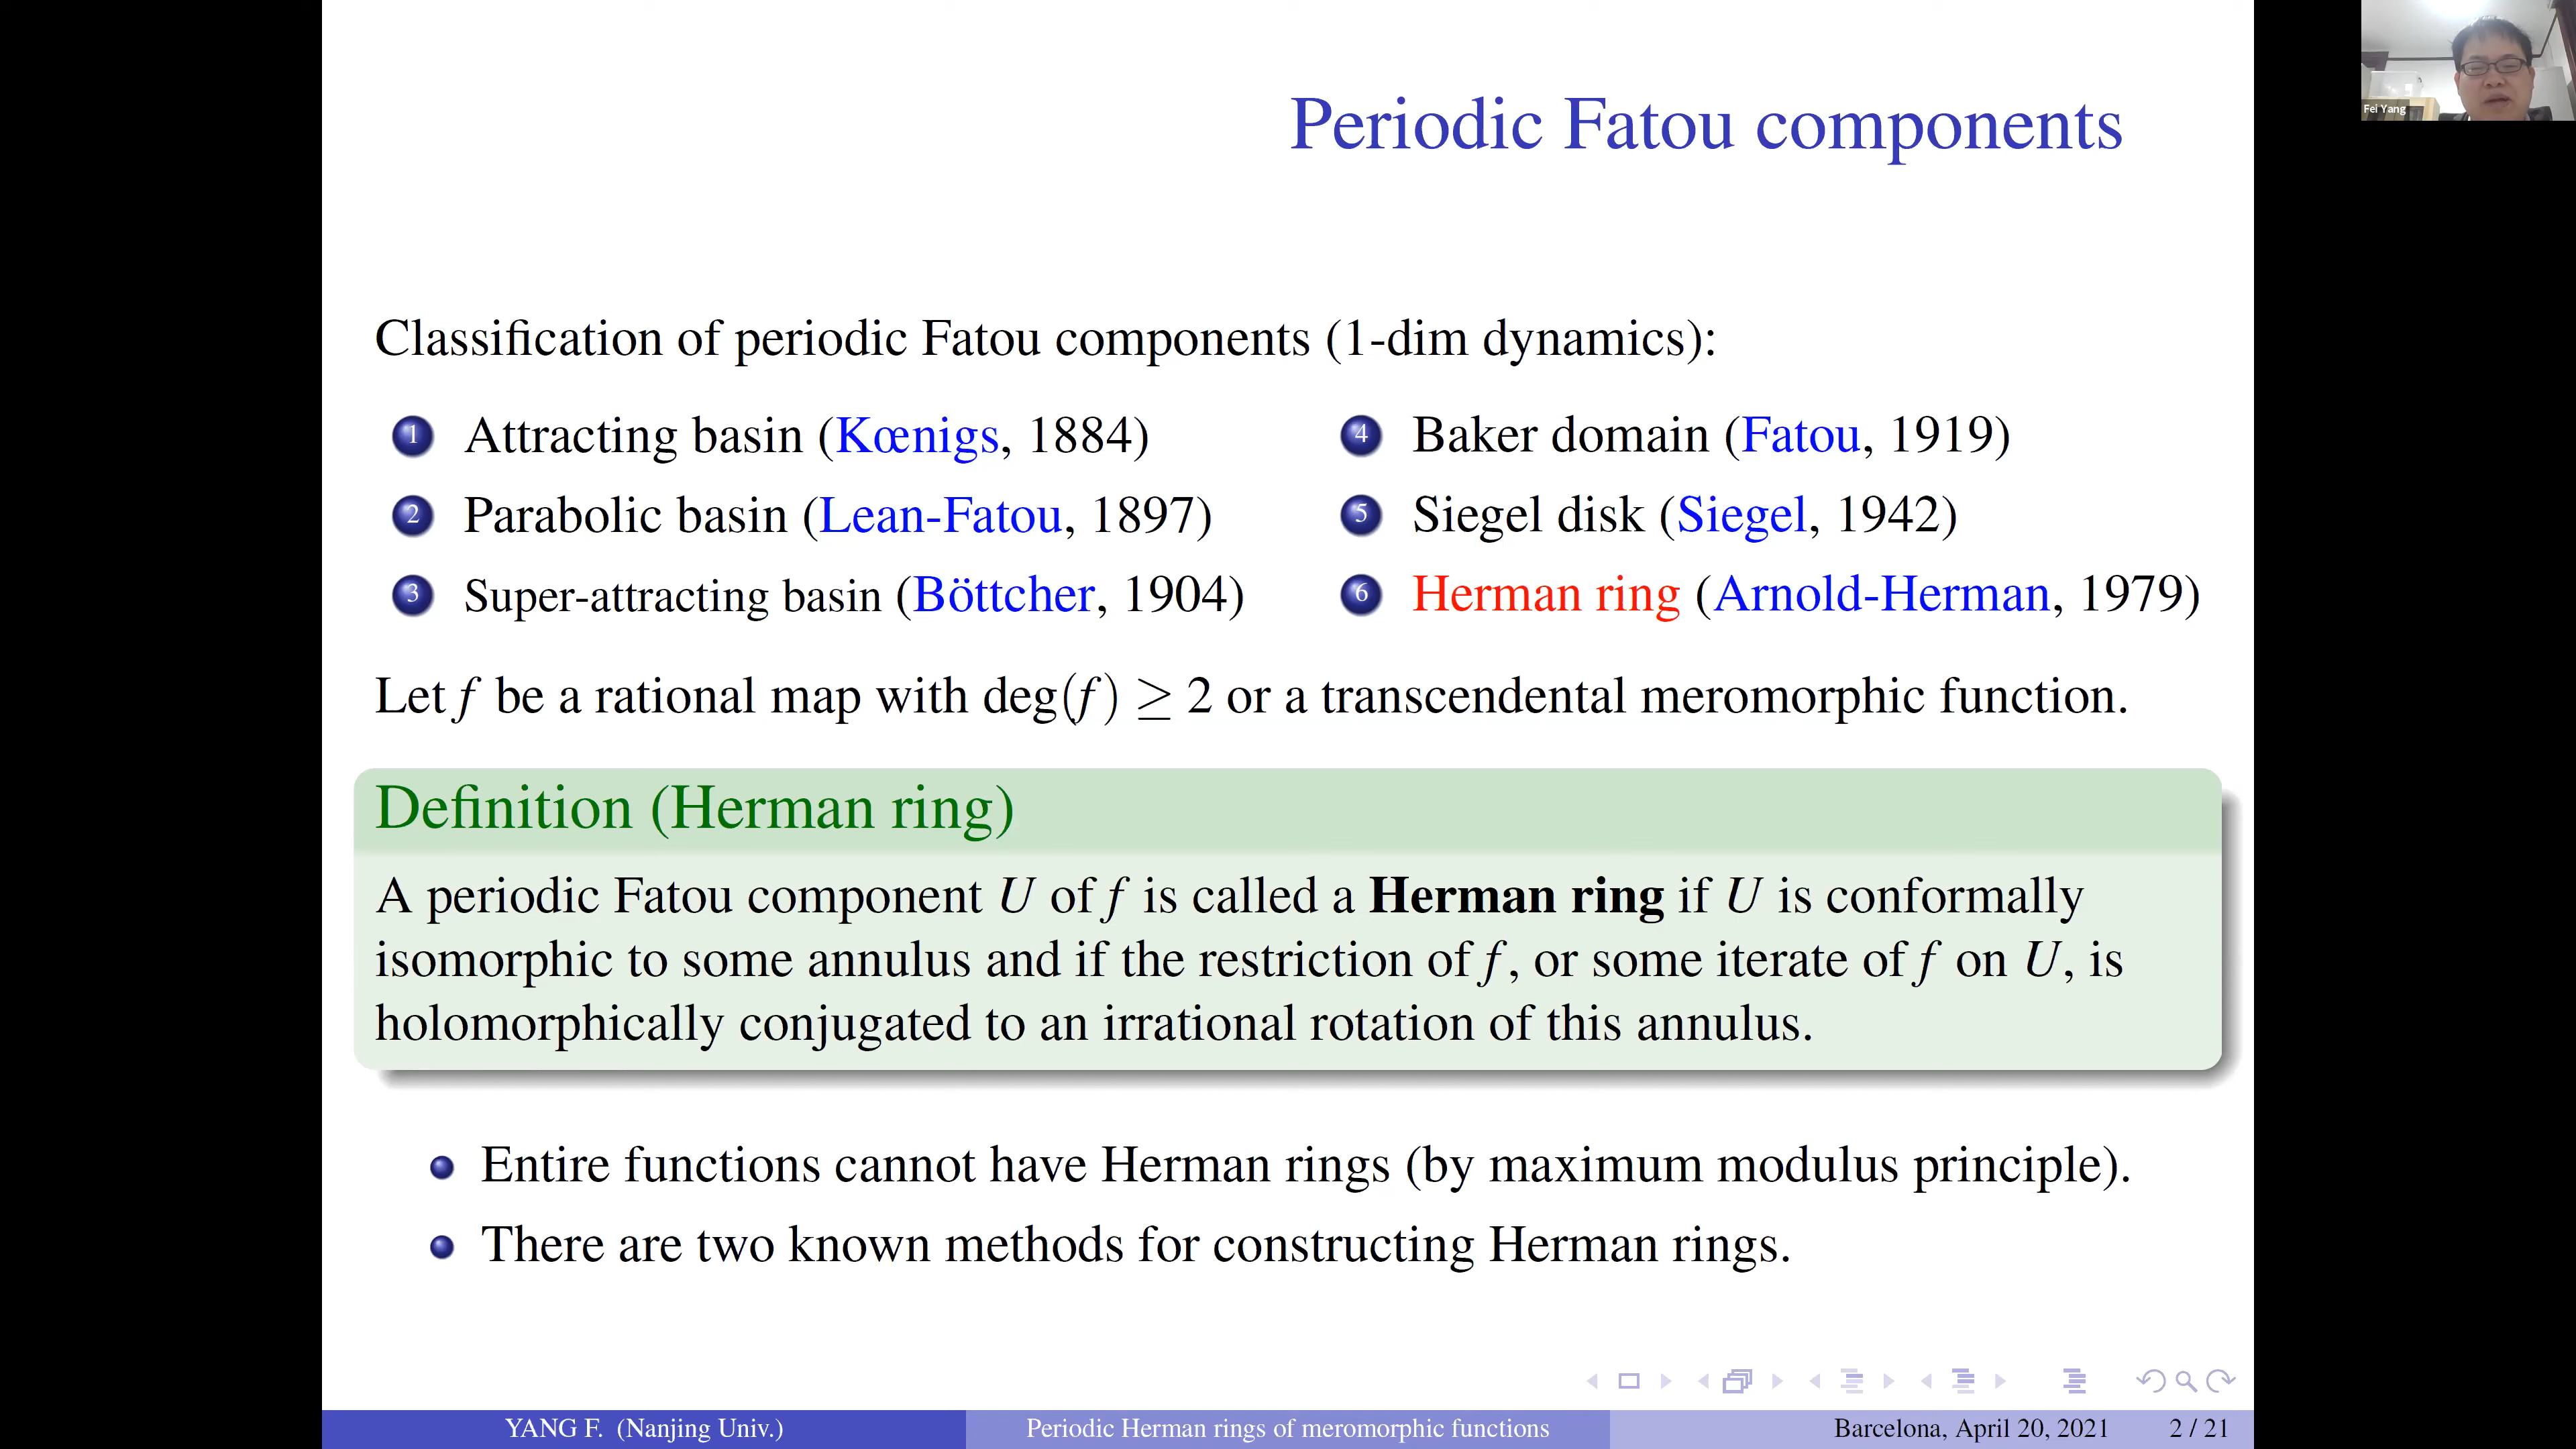 Periodic Fatou components
Fei Yang
Classification of periodic Fatou components (1-dim dynamics):
1 Attracting basin (Kœnigs, 1884)
2 Parabolic basin (Lean-Fatou, 1897)
3 Super-attracting basin (Böttcher, 1904)
4 Baker domain (Fatou, 1919)
5 Siegel disk (Siegel, 1942)
6 Herman ring (Arnold-Herman, 1979)
Let f be a rational map with deg(f) ≥ 2 or a transcendental meromorphic function.
Definition (Herman ring)
A periodic Fatou component U of f is called a Herman ring if U is conformally
isomorphic to some annulus and if the restriction of f, or some iterate of f on U, is
holomorphically conjugated to an irrational rotation of this annulus.
Entire functions cannot have Herman rings (by maximum modulus principle).
There are two known methods for constructing Herman rings.
YANG F. (Nanjing Univ.)
Periodic Herman rings of meromorphic functions
Barcelona, April 20, 2021
2 / 21